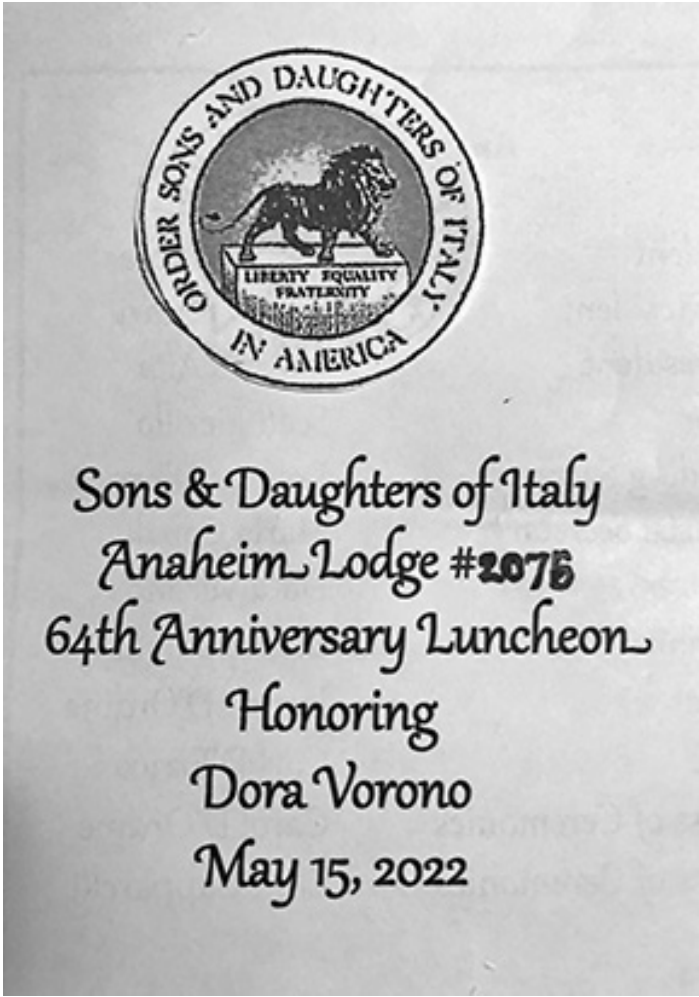 ORDER SONS AND DAUGHTERS OF ITALY
IN AMERICA
LIBERTY EQUALITY
FRATERNITY
Sons & Daughters of Italy
Anaheim Lodge #2075
64th Anniversary Luncheon
Honoring
Dora Vorono
May 15, 2022